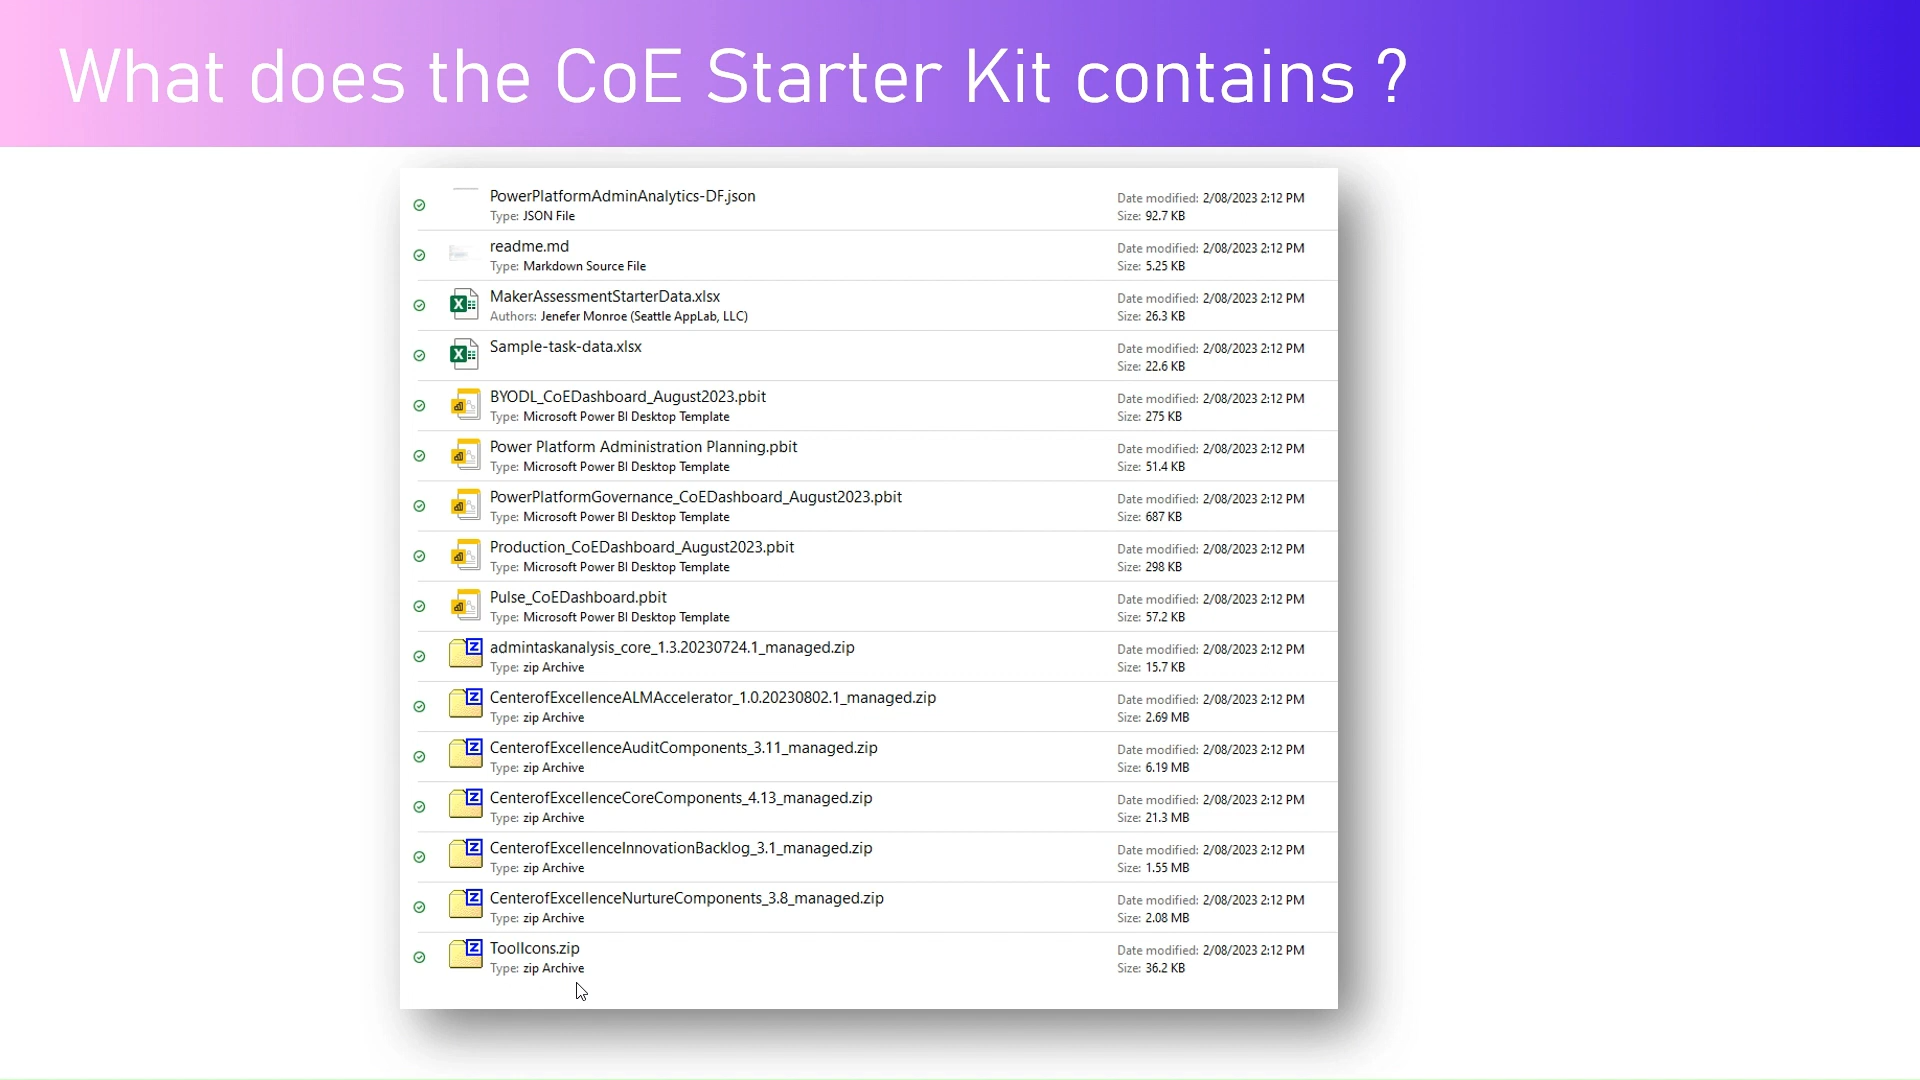 What does the CoE Starter Kit contains ?
PowerPlatformAdminAnalytics-DF.json
Date modified: 2/08/2023 2:12 PM
Type: JSON File
Size: 92.7 KB
readme.md
Date modified: 2/08/2023 2:12 PM
Type: Markdown Source File
Size: 5.25 KB
MakerAssessmentStarterData.xlsx
Date modified: 2/08/2023 2:12 PM
Authors: Jenefer Monroe (Seattle AppLab, LLC)
Size: 26.3 KB
Sample-task-data.xlsx
Date modified: 2/08/2023 2:12 PM
Size: 22.6 KB
BYODL_CoEDashboard_August2023.pbit
Date modified: 2/08/2023 2:12 PM
Type: Microsoft Power BI Desktop Template
Size: 275 KB
Power Platform Administration Planning.pbit
Date modified: 2/08/2023 2:12 PM
Type: Microsoft Power BI Desktop Template
Size: 51.4 KB
PowerPlatformGovernance_CoEDashboard_August2023.pbit
Date modified: 2/08/2023 2:12 PM
Type: Microsoft Power BI Desktop Template
Size: 687 KB
Production_CoEDashboard_August2023.pbit
Date modified: 2/08/2023 2:12 PM
Type: Microsoft Power BI Desktop Template
Size: 298 KB
Pulse_CoEDashboard.pbit
Date modified: 2/08/2023 2:12 PM
Type: Microsoft Power BI Desktop Template
Size: 57.2 KB
admintaskanalysis_core_1.3.20230724.1_managed.zip
Date modified: 2/08/2023 2:12 PM
Type: zip Archive
Size: 15.7 KB
CenterofExcellenceALMAccelerator_1.0.20230802.1_managed.zip
Date modified: 2/08/2023 2:12 PM
Type: zip Archive
Size: 2.69 MB
CenterofExcellenceAuditComponents_3.11_managed.zip
Date modified: 2/08/2023 2:12 PM
Type: zip Archive
Size: 6.19 MB
CenterofExcellenceCoreComponents_4.13_managed.zip
Date modified: 2/08/2023 2:12 PM
Type: zip Archive
Size: 21.3 MB
CenterofExcellenceInnovationBacklog_3.1_managed.zip
Date modified: 2/08/2023 2:12 PM
Type: zip Archive
Size: 1.55 MB
CenterofExcellenceNurtureComponents_3.8_managed.zip
Date modified: 2/08/2023 2:12 PM
Type: zip Archive
Size: 2.08 MB
ToolIcons.zip
Date modified: 2/08/2023 2:12 PM
Type: zip Archive
Size: 36.2 KB